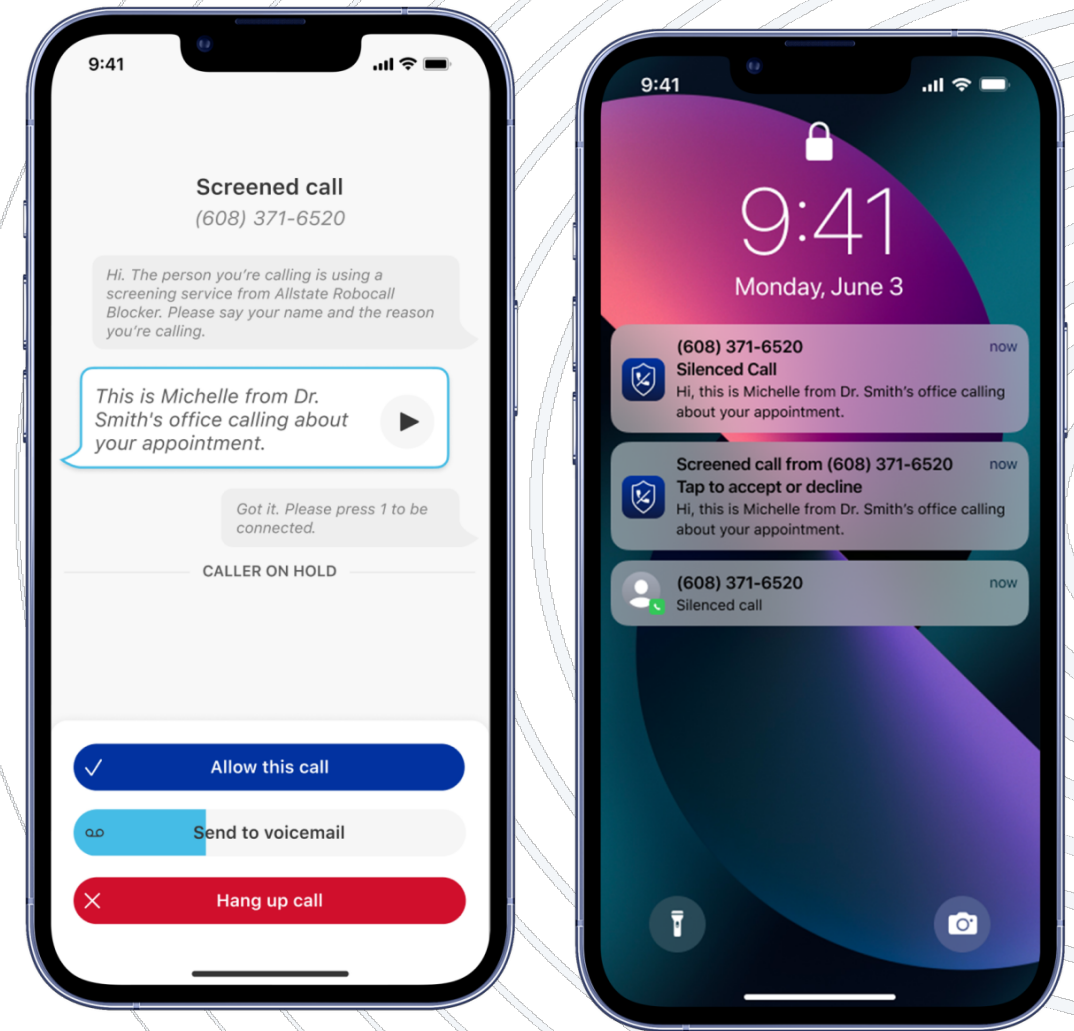 9:41
Screened call
(608) 371-6520
Hi. The person you're calling is using a
screening service from Allstate Robocall
Blocker. Please say your name and the reason
you're calling.
This is Michelle from Dr.
Smith's office calling about
your appointment.
Got it. Please press 1 to be
connected.
CALLER ON HOLD
Allow this call
Send to voicemail
Hang up call
9:41
9:41
Monday, June 3
(608) 371-6520 now
Silenced Call
Hi, this is Michelle from Dr. Smith's office calling
about your appointment.
Screened call from (608) 371-6520 now
Tap to accept or decline
Hi, this is Michelle from Dr. Smith's office calling
about your appointment.
(608) 371-6520 now
Silenced call